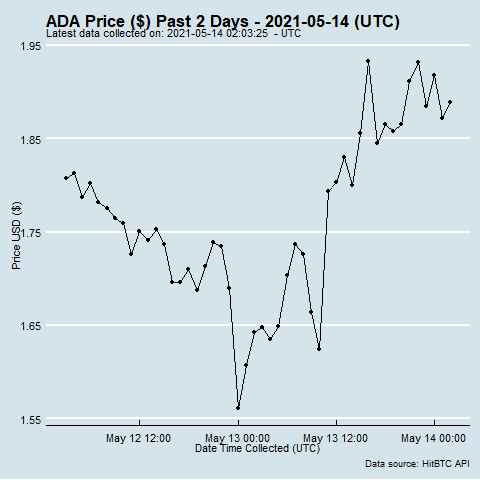 ADA Price ($) Past 2 Days - 2021-05-14 (UTC)
Latest data collected on: 2021-05-14 02:03:25  - UTC
1.95
1.85
1.75
1.65
1.55
Price USD ($)
May 12 12:00
May 13 00:00
May 13 12:00
May 14 00:00
Date Time Collected (UTC)
Data source: HitBTC API